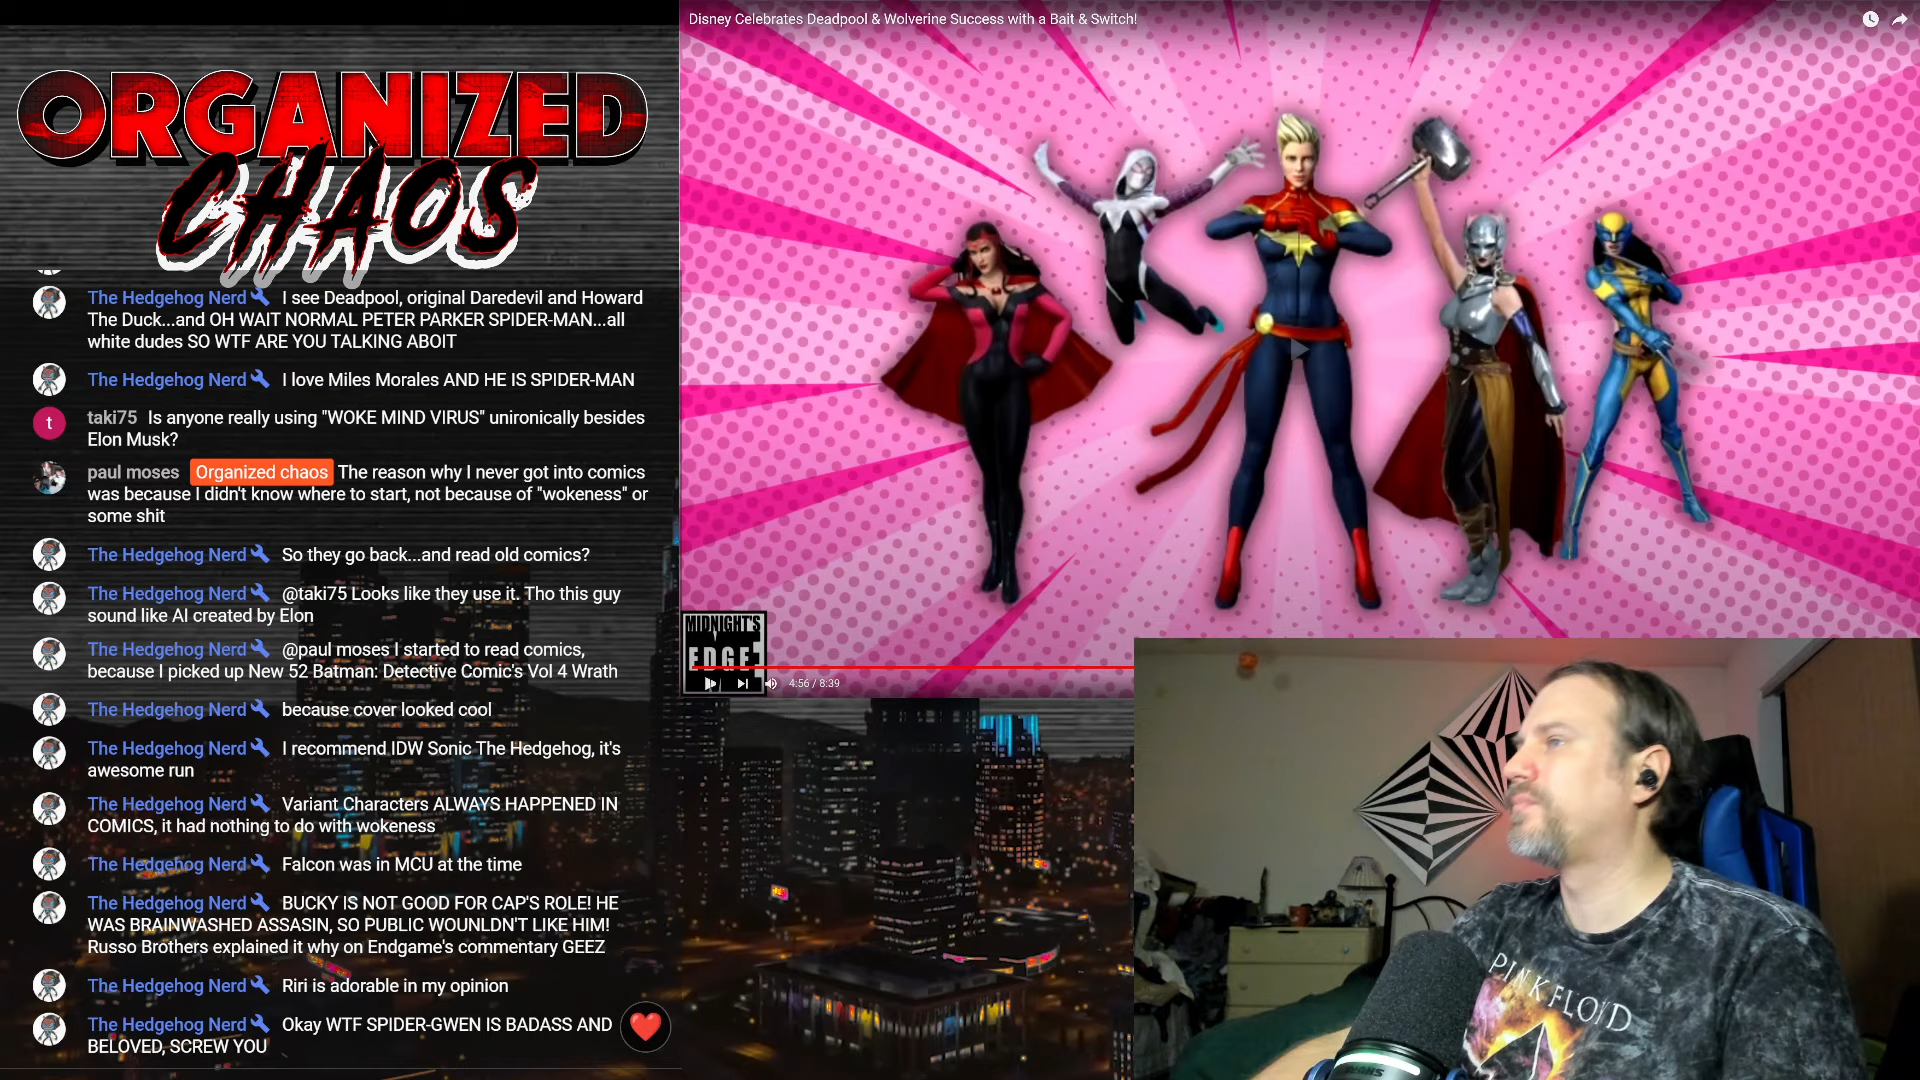 Disney Celebrates Deadpool & Wolverine Success with a Bait & Switch!
ORGANIZED
CHAOS
The Hedgehog Nerd I see Deadpool, original Daredevil and Howard
The Duck...and OH WAIT NORMAL PETER PARKER SPIDER-MAN...all
white dudes SO WTF ARE YOU TALKING ABOIT
The Hedgehog Nerd I love Miles Morales AND HE IS SPIDER-MAN
t
taki75 Is anyone really using "WOKE MIND VIRUS" unironically besides
Elon Musk?
paul moses Organized chaos The reason why I never got into comics
was because I didn't know where to start, not because of "wokeness" or
some shit
The Hedgehog Nerd So they go back...and read old comics?
The Hedgehog Nerd @taki75 Looks like they use it. Tho this guy
sound like AI created by Elon
The Hedgehog Nerd @paul moses I started to read comics,
because I picked up New 52 Batman: Detective Comic's Vol 4 Wrath
The Hedgehog Nerd because cover looked cool
The Hedgehog Nerd I recommend IDW Sonic The Hedgehog, it's
awesome run
The Hedgehog Nerd Variant Characters ALWAYS HAPPENED IN
COMICS, it had nothing to do with wokeness
The Hedgehog Nerd Falcon was in MCU at the time
The Hedgehog Nerd BUCKY IS NOT GOOD FOR CAP'S ROLE! HE
WAS BRAINWASHED ASSASIN, SO PUBLIC WOUNLDN'T LIKE HIM!
Russo Brothers explained it why on Endgame's commentary GEEZ
The Hedgehog Nerd Riri is adorable in my opinion
The Hedgehog Nerd Okay WTF SPIDER-GWEN IS BADASS AND
BELOVED, SCREW YOU
MIDNIGHT'S
EDGE
4:56 / 8:39
PINK FLOYD